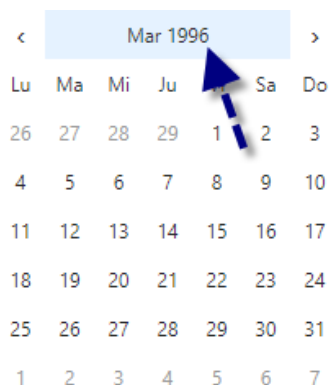 ‹ Mar 1996 ›
Lu Ma Mi Ju Sa Do
26 27 28 29 1 2 3
4 5 6 7 8 9 10
11 12 13 14 15 16 17
18 19 20 21 22 23 24
25 26 27 28 29 30 31
1 2 3 4 5 6 7